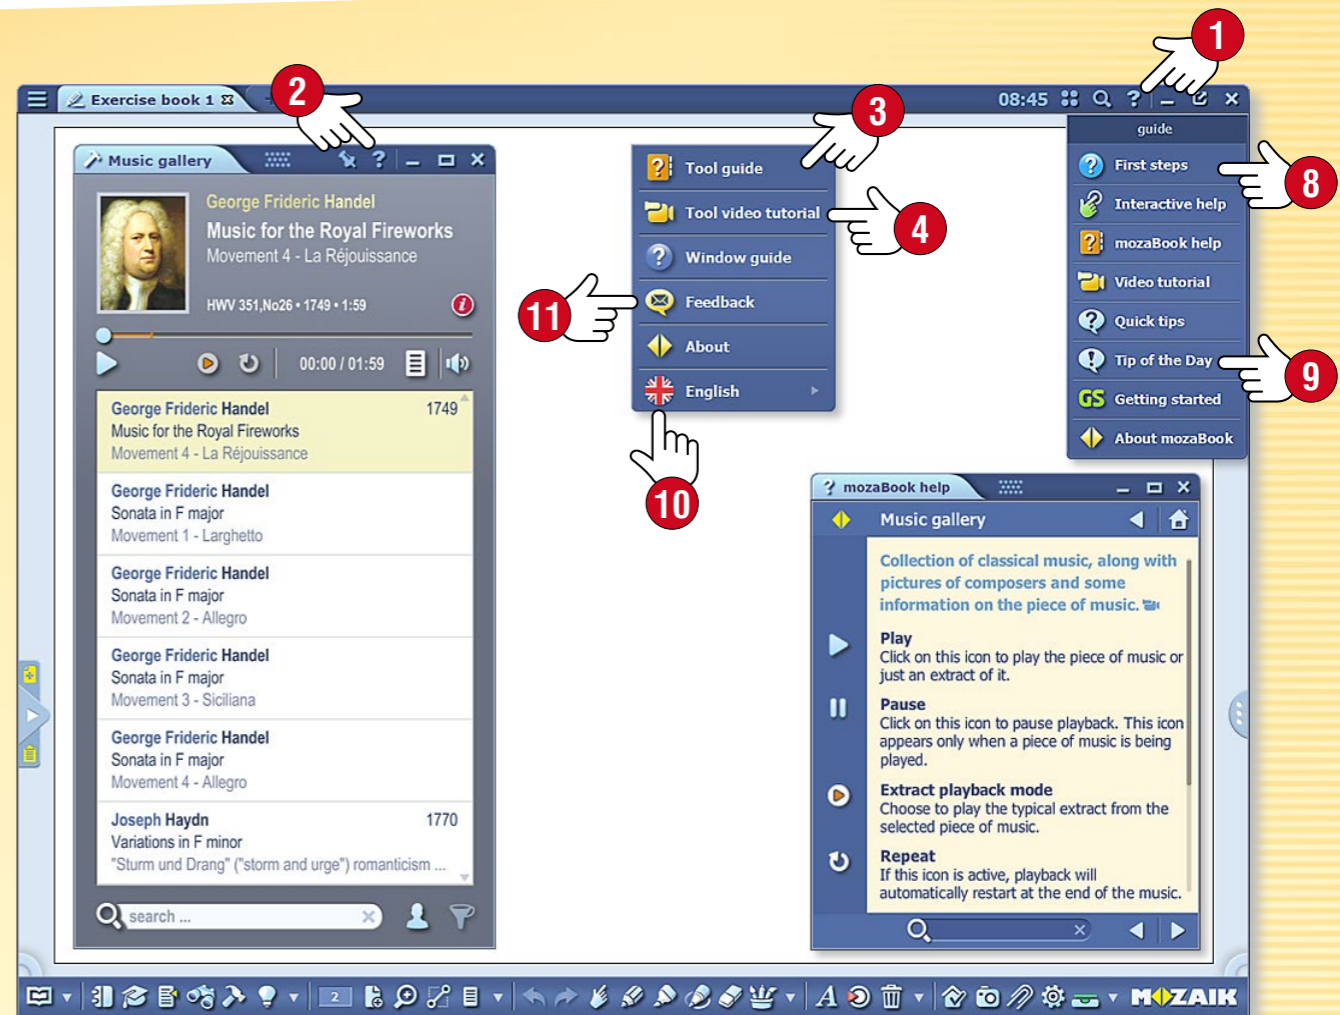 1
2
Exercise book 1
08:45
3
guide
Music gallery
George Frideric Handel
Music for the Royal Fireworks
Movement 4 - La Réjouissance
HWV 351,No26 • 1749 • 1:59
00:00 / 01:59
George Frideric Handel 1749
Music for the Royal Fireworks
Movement 4 - La Réjouissance
George Frideric Handel
Sonata in F major
Movement 1 - Larghetto
George Frideric Handel
Sonata in F major
Movement 2 - Allegro
George Frideric Handel
Sonata in F major
Movement 3 - Siciliana
George Frideric Handel
Sonata in F major
Movement 4 - Allegro
Joseph Haydn 1770
Variations in F minor
"Sturm und Drang" ("storm and urge") romanticism ...
search ...
Tool guide
Tool video tutorial
4
Window guide
11
Feedback
About
English
10
First steps
8
Interactive help
mozaBook help
Video tutorial
Quick tips
Tip of the Day
9
GS Getting started
About mozaBook
? mozaBook help
Music gallery
Collection of classical music, along with
pictures of composers and some
information on the piece of music.
Play
Click on this icon to play the piece of music or
just an extract of it.
Pause
Click on this icon to pause playback. This icon
appears only when a piece of music is being
played.
Extract playback mode
Choose to play the typical extract from the
selected piece of music.
Repeat
If this icon is active, playback will
automatically restart at the end of the music.
2
A
MOZAIK